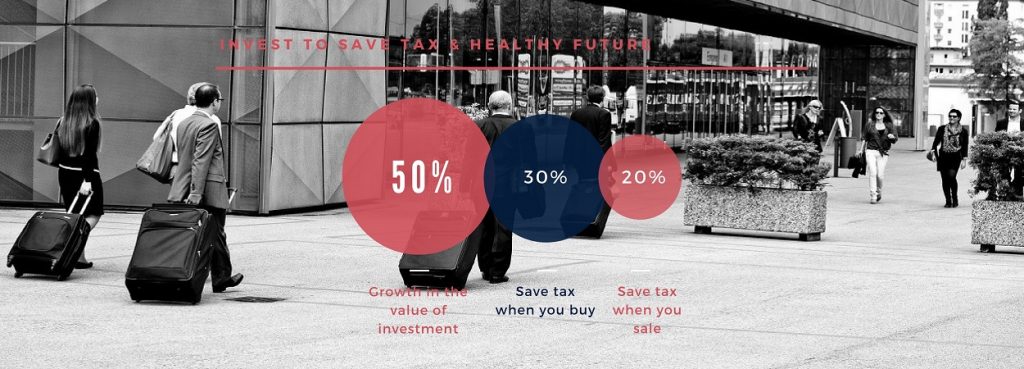 INVEST TO SAVE TAX & HEALTHY FUTURE
50%
30%
20%
Growth in the
value of
investment
Save tax
when you buy
Save tax
when you
sale